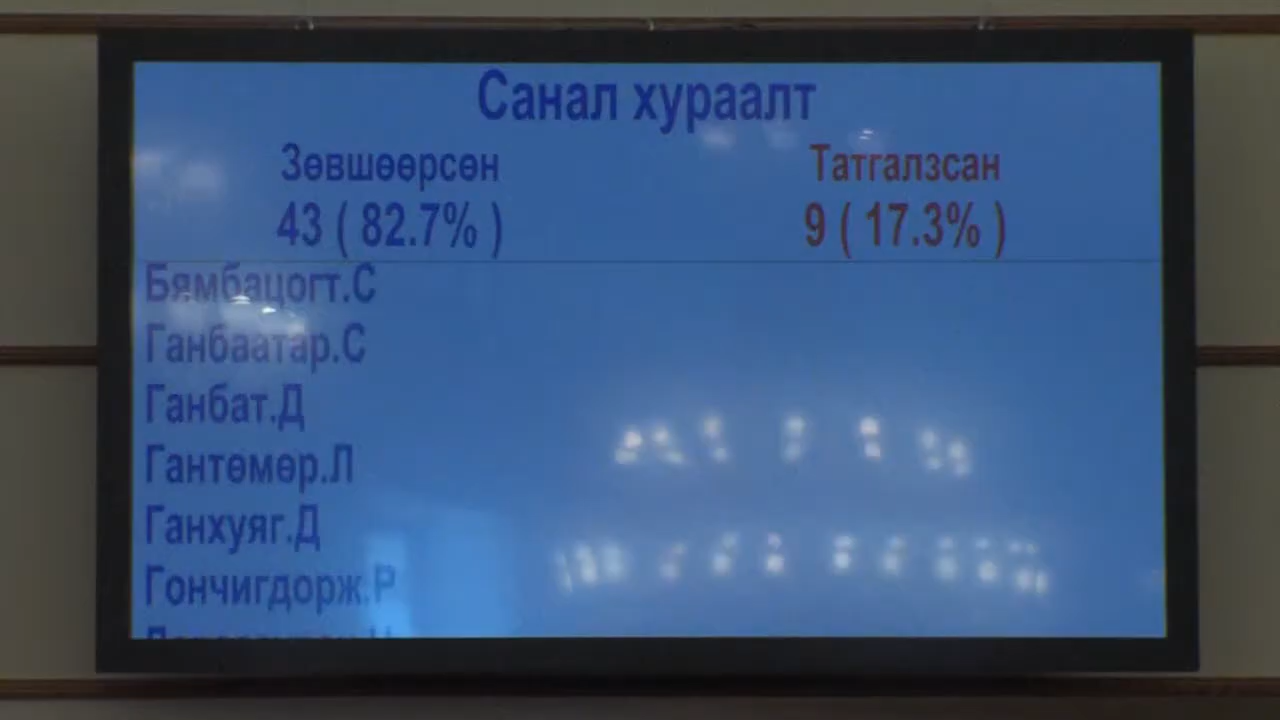 Санал хураалт
Зөвшөөрсөн Татгалзсан
43 ( 82.7% ) 9 ( 17.3% )
Бямбацогт.С
Ганбаатар.С
Ганбат.Д
Гантөмөр.Л
Ганхуяг.Д
Гончигдорж.Р